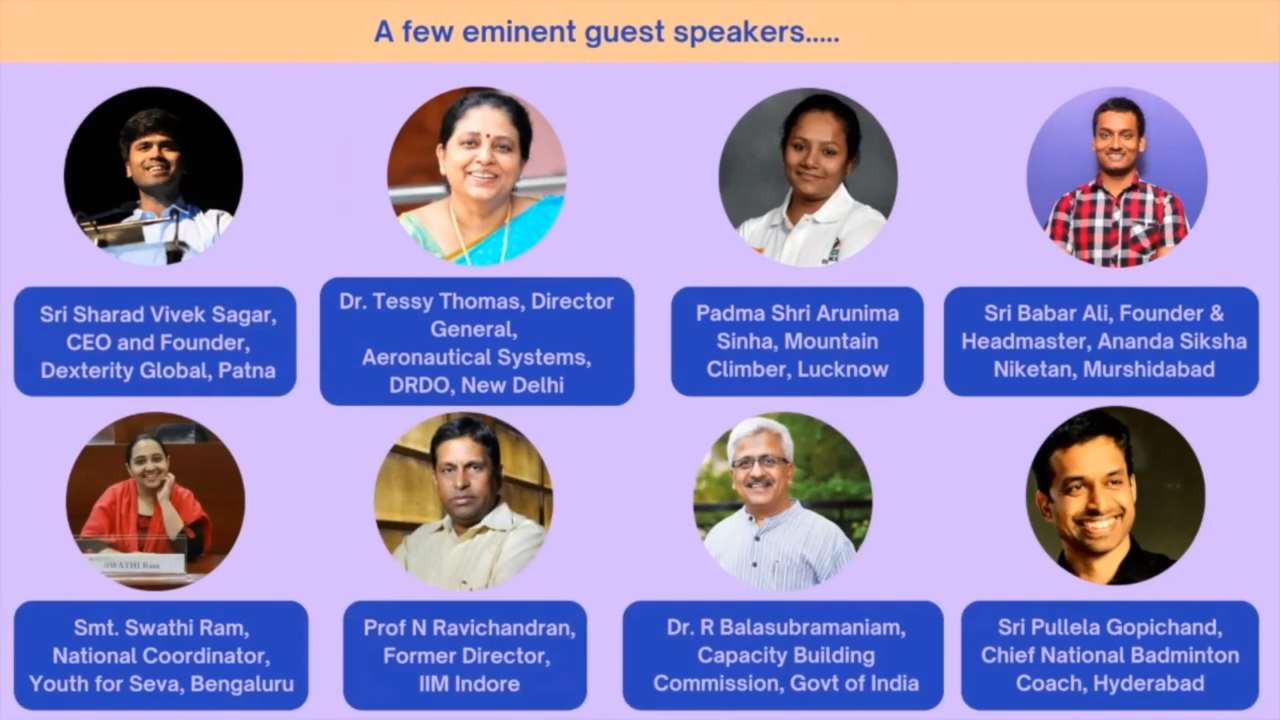 A few eminent guest speakers.....
Sri Sharad Vivek Sagar,
CEO and Founder,
Dexterity Global, Patna
Dr. Tessy Thomas, Director
General,
Aeronautical Systems,
DRDO, New Delhi
Padma Shri Arunima
Sinha, Mountain
Climber, Lucknow
Sri Babar Ali, Founder &
Headmaster, Ananda Siksha
Niketan, Murshidabad
SWATHI Ram
Smt. Swathi Ram,
National Coordinator,
Youth for Seva, Bengaluru
Prof N Ravichandran,
Former Director,
IIM Indore
Dr. R Balasubramaniam,
Capacity Building
Commission, Govt of India
Sri Pullela Gopichand,
Chief National Badminton
Coach, Hyderabad